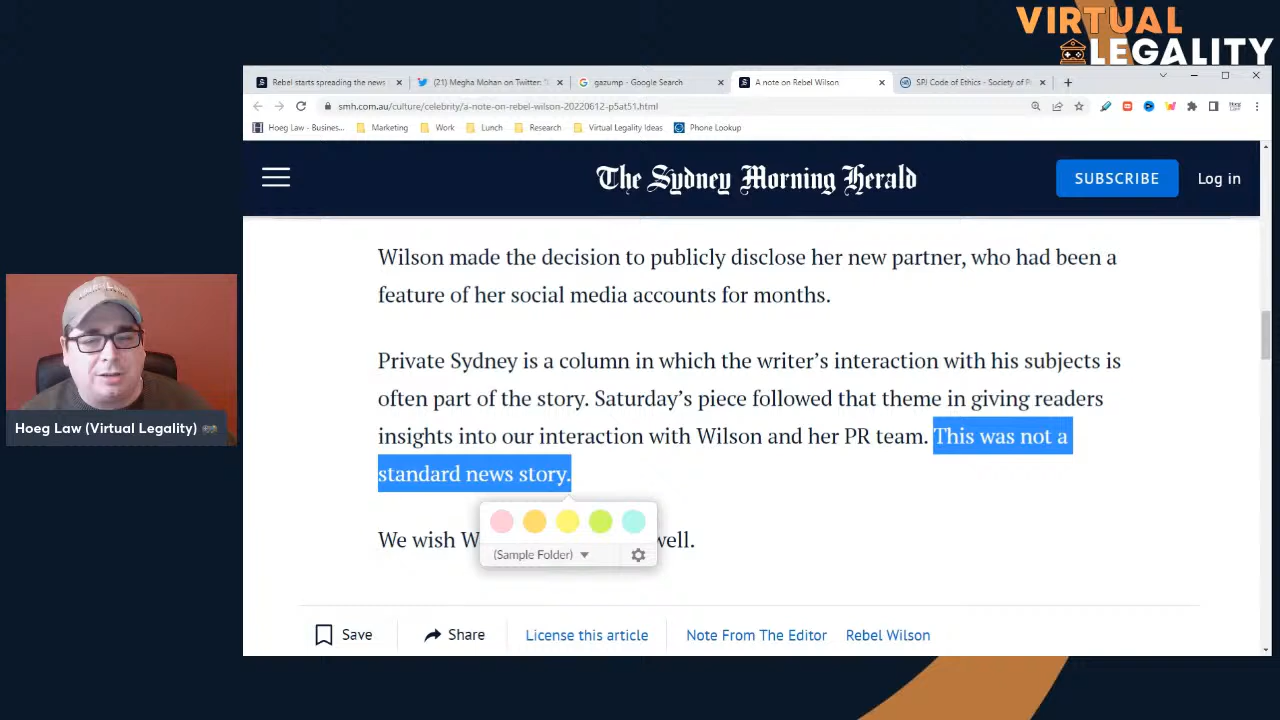 VIRTUAL
LEGALITY
Rebel starts spreading the news
(21) Megha Mohan on Twitter: "
gazump - Google Search
A note on Rebel Wilson
SPJ Code of Ethics - Society of P
smh.com.au/culture/celebrity/a-note-on-rebel-wilson-20220612-p5at51.html
Hoeg Law - Busines...
Marketing
Work
Lunch
Research
Virtual Legality Ideas
Phone Lookup
The Sydney Morning Herald
SUBSCRIBE
Log in
Wilson made the decision to publicly disclose her new partner, who had been a
feature of her social media accounts for months.
Private Sydney is a column in which the writer's interaction with his subjects is
often part of the story. Saturday's piece followed that theme in giving readers
insights into our interaction with Wilson and her PR team. This was not a
standard news story.
We wish W well.
(Sample Folder)
Save
Share
License this article
Note From The Editor
Rebel Wilson
Hoeg Law (Virtual Legality)